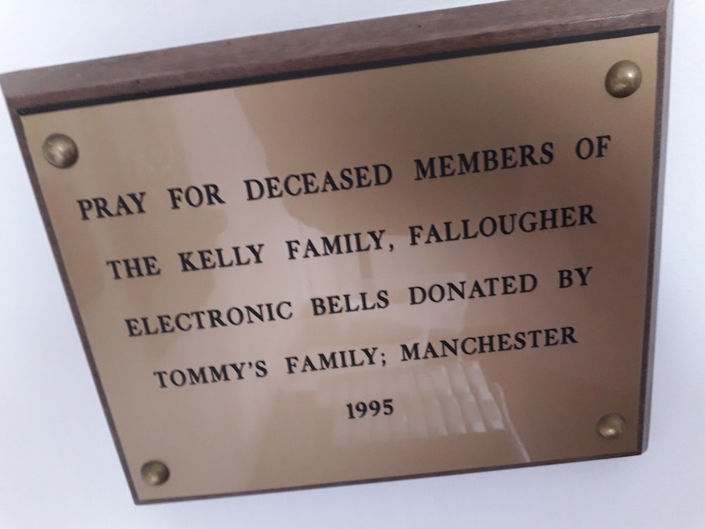 PRAY FOR DECEASED MEMBERS OF
THE KELLY FAMILY, FALLOUGHER
ELECTRONIC BELLS DONATED BY
TOMMY'S FAMILY; MANCHESTER
1995